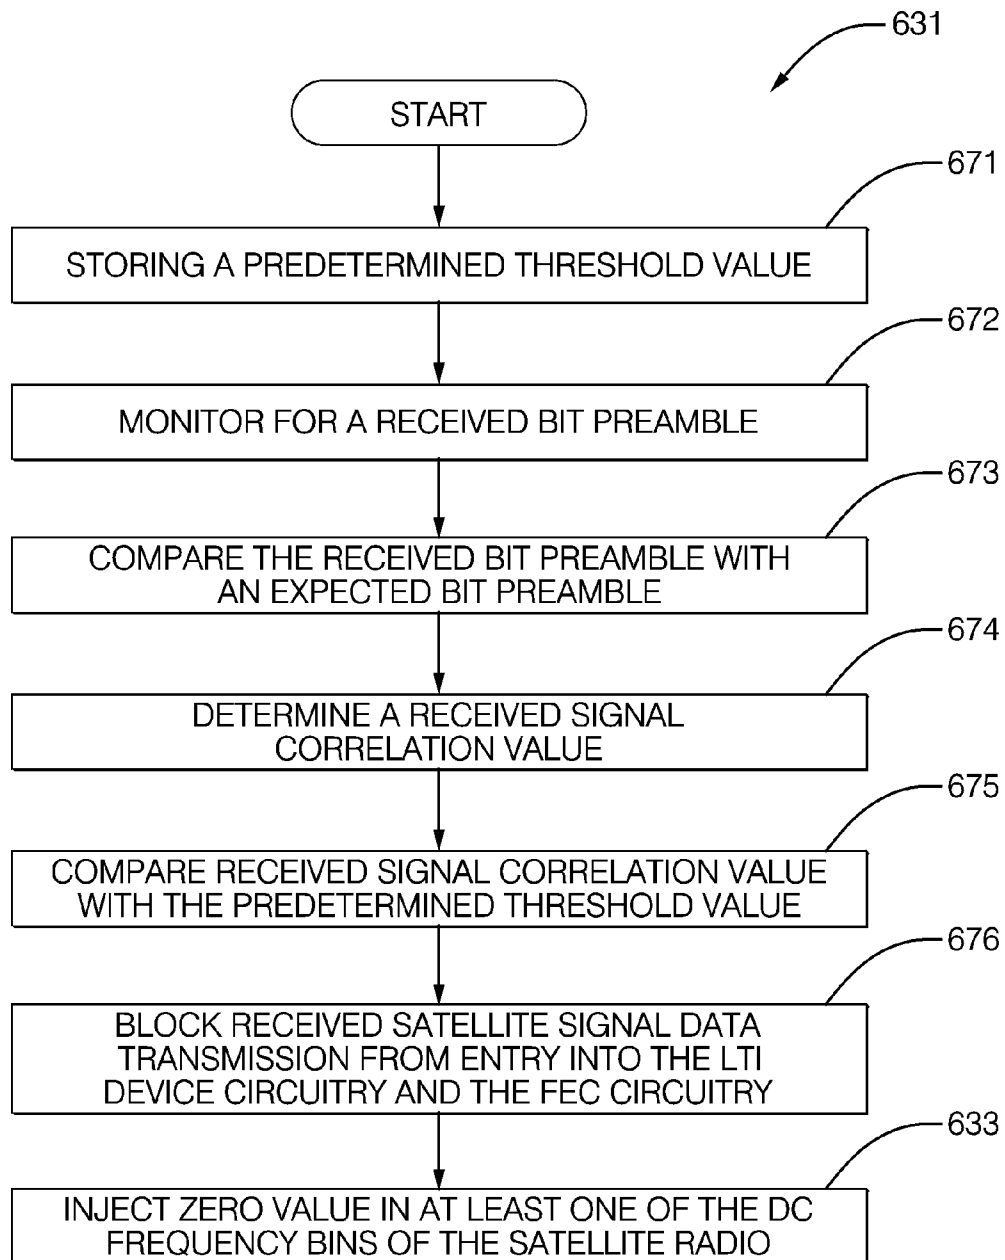 631
START
671
STORING A PREDETERMINED THRESHOLD VALUE
672
MONITOR FOR A RECEIVED BIT PREAMBLE
673
COMPARE THE RECEIVED BIT PREAMBLE WITH
AN EXPECTED BIT PREAMBLE
674
DETERMINE A RECEIVED SIGNAL
CORRELATION VALUE
675
COMPARE RECEIVED SIGNAL CORRELATION VALUE
WITH THE PREDETERMINED THRESHOLD VALUE
676
BLOCK RECEIVED SATELLITE SIGNAL DATA
TRANSMISSION FROM ENTRY INTO THE LTI
DEVICE CIRCUITRY AND THE FEC CIRCUITRY
633
INJECT ZERO VALUE IN AT LEAST ONE OF THE DC
FREQUENCY BINS OF THE SATELLITE RADIO